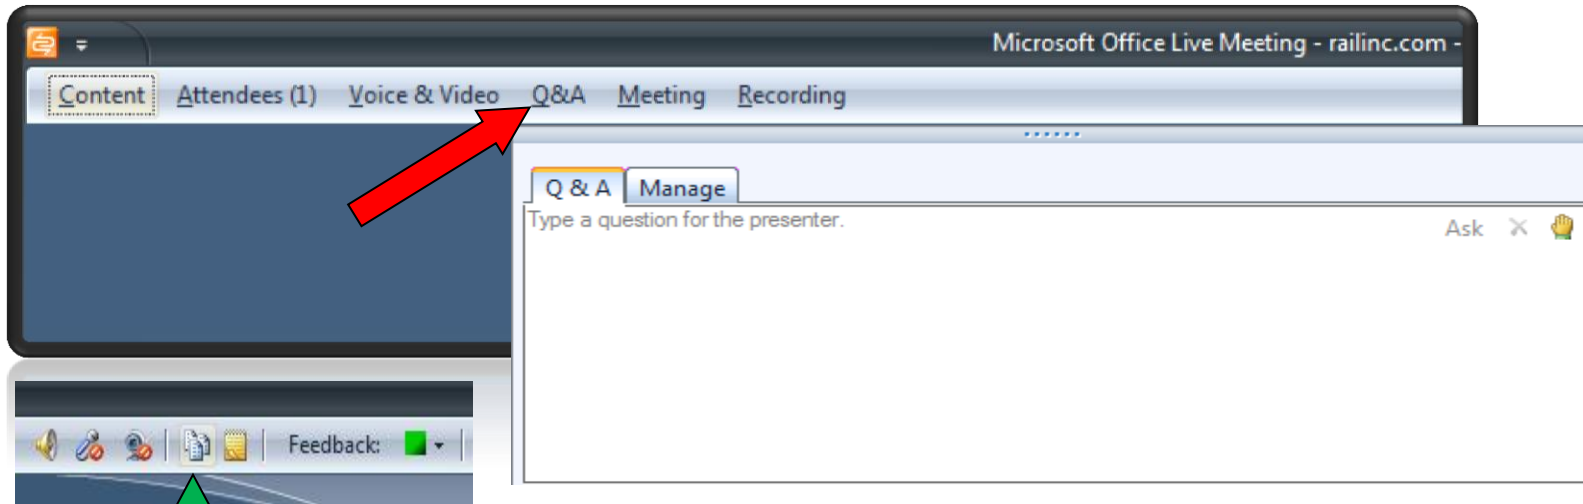 Microsoft Office Live Meeting - railinc.com -
Content Attendees (1) Voice & Video Q&A Meeting Recording
Q & A Manage
Type a question for the presenter.
Ask
Feedback: